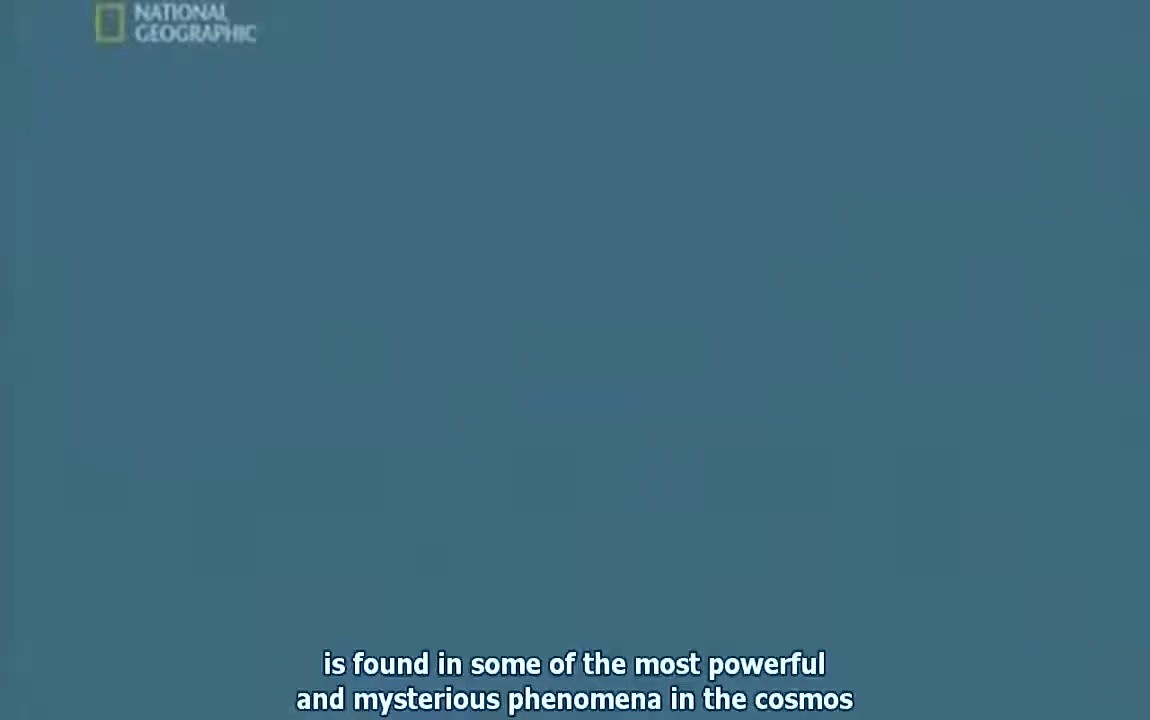 NATIONAL
GEOGRAPHIC
is found in some of the most powerful
and mysterious phenomena in the cosmos